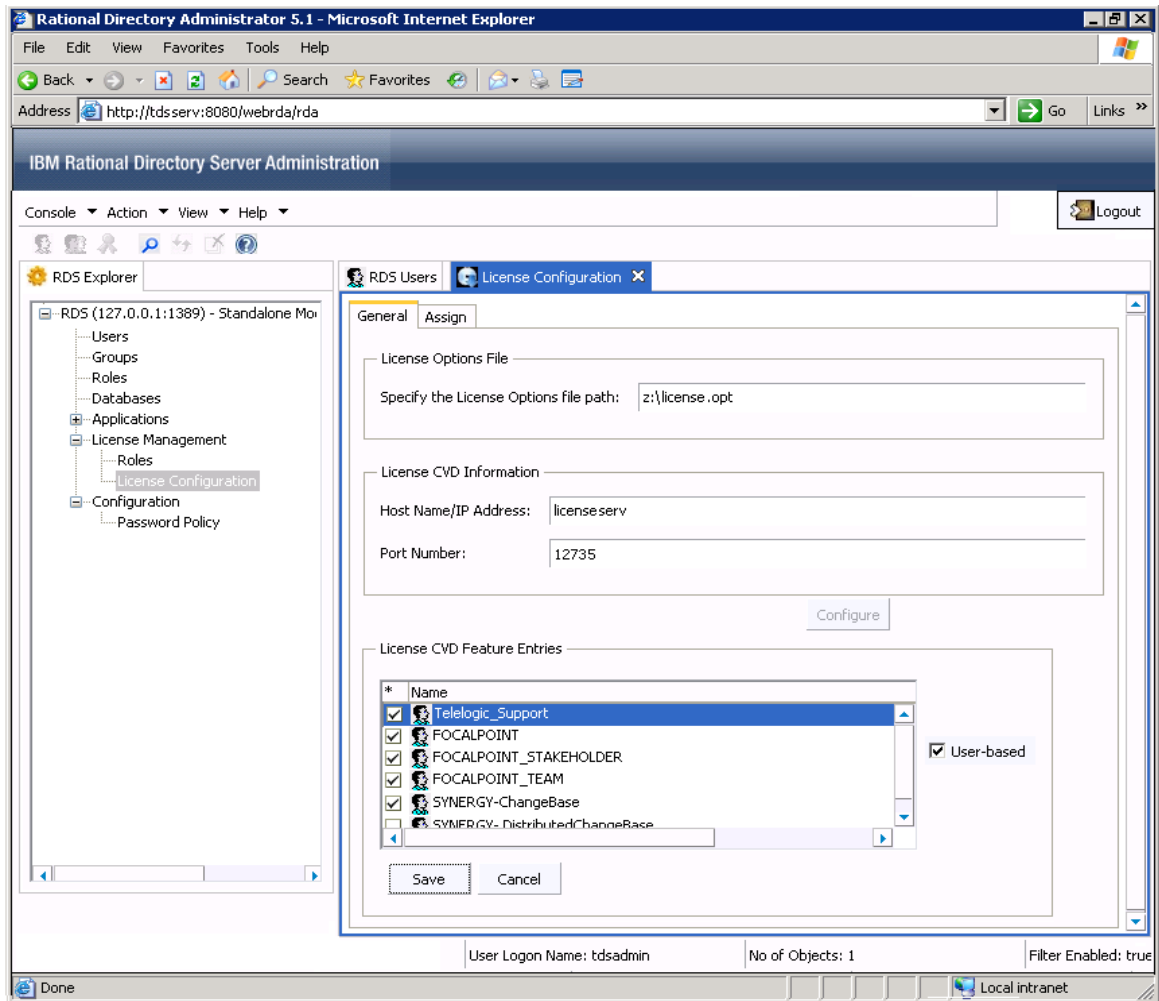 Rational Directory Administrator 5.1 - Microsoft Internet Explorer
File Edit View Favorites Tools Help
Back Search Favorites
Address http://tdsserv:8080/webrda/rda Go Links »
IBM Rational Directory Server Administration
Console Action View Help
Logout
RDS Explorer
RDS Users License Configuration
RDS (127.0.0.1:1389) - Standalone Mo
Users
Groups
Roles
Databases
Applications
License Management
Roles
License Configuration
Configuration
Password Policy
General Assign
License Options File
Specify the License Options file path: z:\license.opt
License CVD Information
Host Name/IP Address: licenseserv
Port Number: 12735
Configure
License CVD Feature Entries
* Name
Telelogic_Support
FOCALPOINT
FOCALPOINT_STAKEHOLDER
FOCALPOINT_TEAM
SYNERGY-ChangeBase
SYNERGY- DistributedChangeBase
User-based
Save Cancel
User Logon Name: tdsadmin No of Objects: 1 Filter Enabled: true
Done Local intranet